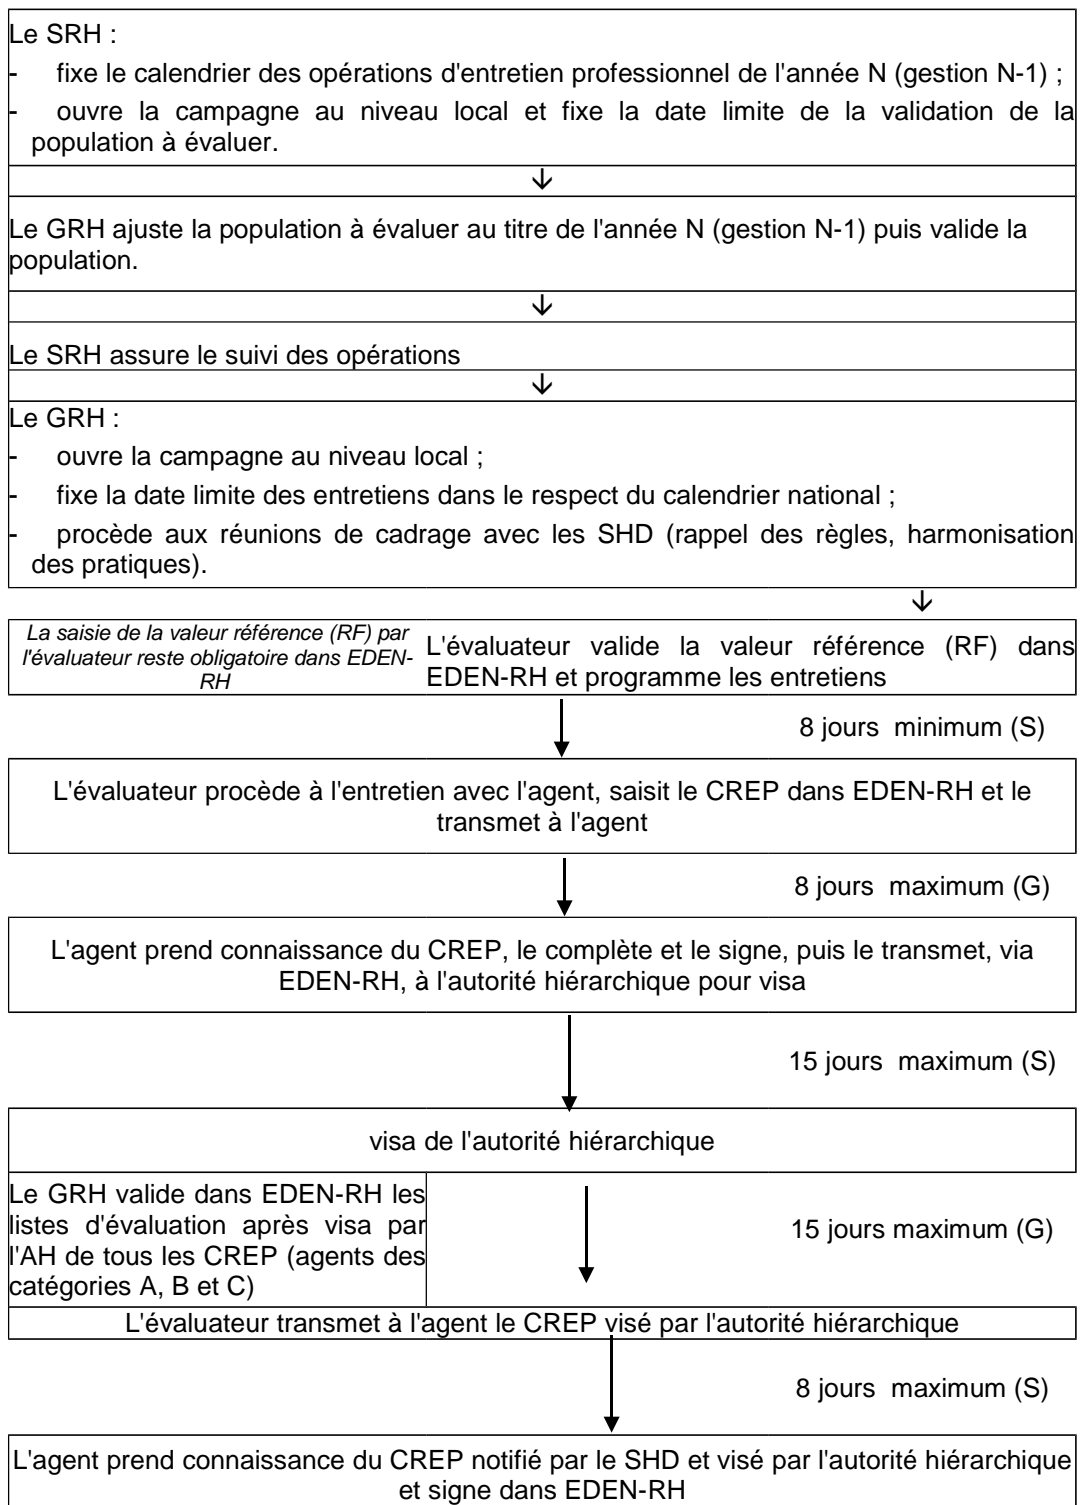 Le SRH :
- fixe le calendrier des opérations d'entretien professionnel de l'année N (gestion N-1) ;
- ouvre la campagne au niveau local et fixe la date limite de la validation de la
population à évaluer.
↓
Le GRH ajuste la population à évaluer au titre de l'année N (gestion N-1) puis valide la
population.
↓
Le SRH assure le suivi des opérations
↓
Le GRH :
- ouvre la campagne au niveau local ;
- fixe la date limite des entretiens dans le respect du calendrier national ;
- procède aux réunions de cadrage avec les SHD (rappel des règles, harmonisation
des pratiques).
↓
La saisie de la valeur référence (RF) par
l'évaluateur reste obligatoire dans EDEN-
RH
L'évaluateur valide la valeur référence (RF) dans
EDEN-RH et programme les entretiens
8 jours minimum (S)
L'évaluateur procède à l'entretien avec l'agent, saisit le CREP dans EDEN-RH et le
transmet à l'agent
8 jours maximum (G)
L'agent prend connaissance du CREP, le complète et le signe, puis le transmet, via
EDEN-RH, à l'autorité hiérarchique pour visa
15 jours maximum (S)
visa de l'autorité hiérarchique
Le GRH valide dans EDEN-RH les
listes d'évaluation après visa par
l'AH de tous les CREP (agents des
catégories A, B et C)
15 jours maximum (G)
L'évaluateur transmet à l'agent le CREP visé par l'autorité hiérarchique
8 jours maximum (S)
L'agent prend connaissance du CREP notifié par le SHD et visé par l'autorité hiérarchique
et signe dans EDEN-RH